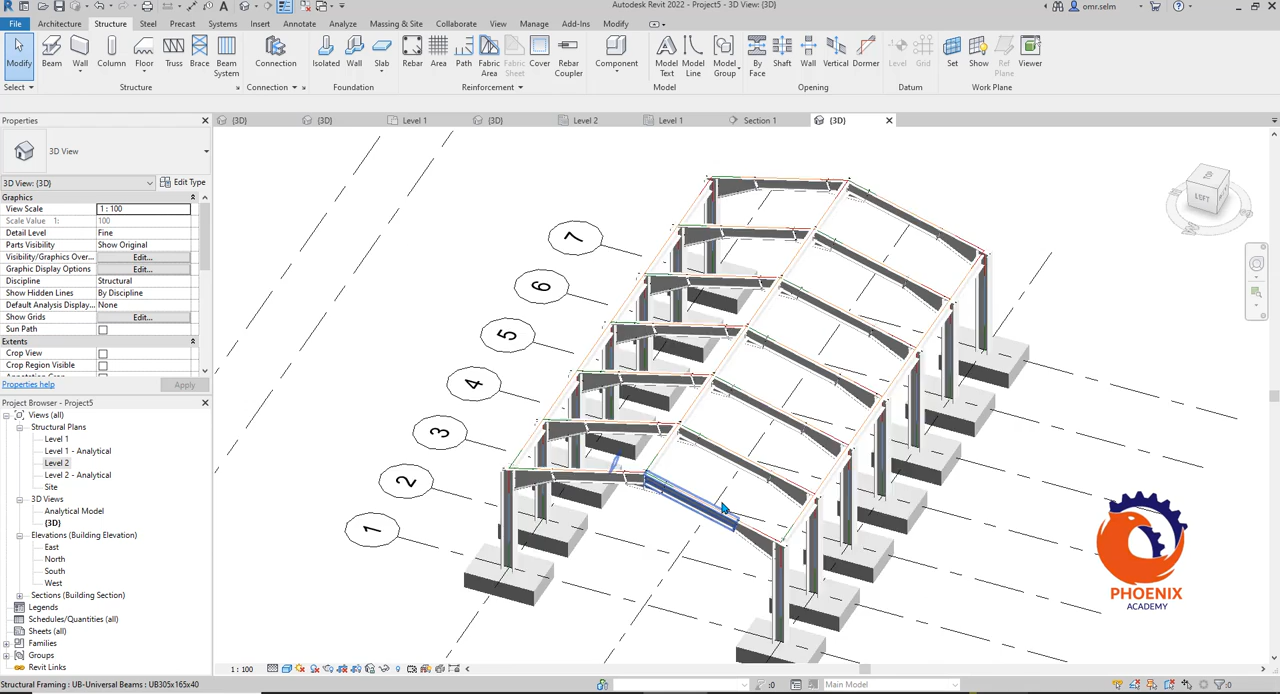 Autodesk Revit 2022 - Project5 - 3D View: {3D}
omr.selm
File Architecture Structure Steel Precast Systems Insert Annotate Analyze Massing & Site Collaborate View Manage Add-Ins Modify
Modify Beam Wall Column Floor Truss Brace Beam System Connection Isolated Wall Slab Rebar Area Path Fabric Area Fabric Sheet Cover Rebar Coupler Component Model Text Model Line Model Group By Face Shaft Wall Vertical Dormer Level Grid Set Show Ref Plane Viewer
Select Structure Connection Foundation Reinforcement Model Opening Datum Work Plane
Properties
{3D} {3D} Level 1 {3D} Level 2 Level 1 Section 1 {3D}
3D View
3D View: {3D} Edit Type
Graphics
View Scale 1 : 100
Scale Value 1: 100
Detail Level Fine
Parts Visibility Show Original
Visibility/Graphics Over... Edit...
Graphic Display Options Edit...
Discipline Structural
Show Hidden Lines By Discipline
Default Analysis Display... None
Show Grids Edit...
Sun Path
Extents
Crop View
Crop Region Visible
Properties help Apply
Project Browser - Project5
Views (all)
Structural Plans
Level 1
Level 1 - Analytical
Level 2
Level 2 - Analytical
Site
3D Views
Analytical Model
{3D}
Elevations (Building Elevation)
East
North
South
West
Sections (Building Section)
Legends
Schedules/Quantities (all)
Sheets (all)
Families
Groups
Revit Links
7
6
5
4
3
2
1
LEFT
PHOENIX
ACADEMY
1 : 100
Structural Framing : UB-Universal Beams : UB305x165x40
:0 Main Model :0